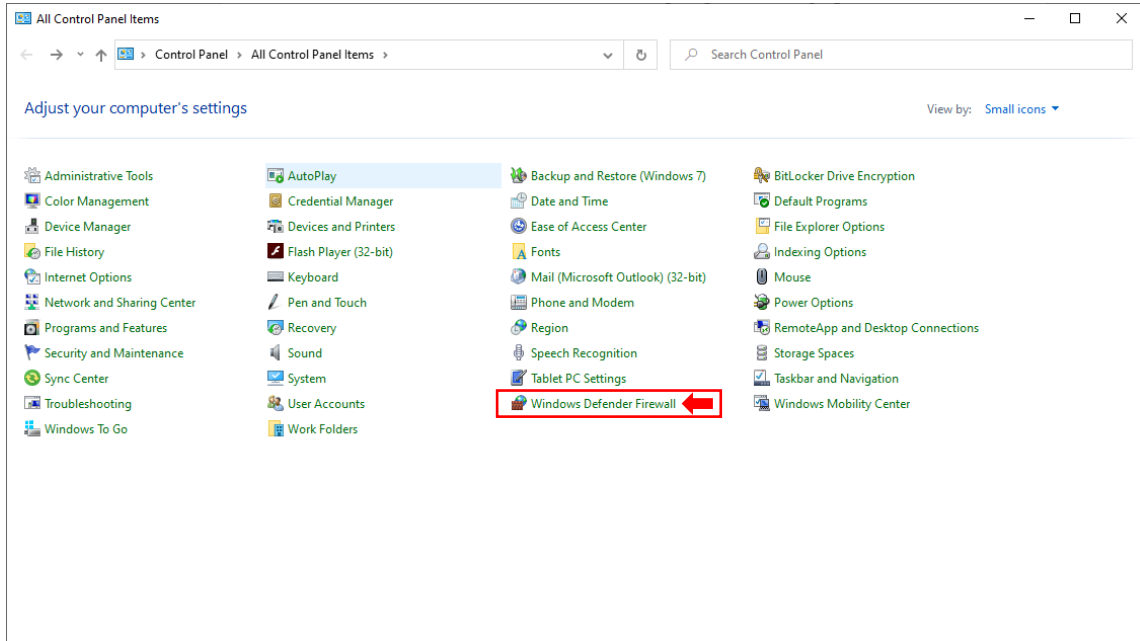 All Control Panel Items
Control Panel > All Control Panel Items >
Search Control Panel
Adjust your computer's settings
View by: Small icons
Administrative Tools
AutoPlay
Backup and Restore (Windows 7)
BitLocker Drive Encryption
Color Management
Credential Manager
Date and Time
Default Programs
Device Manager
Devices and Printers
Ease of Access Center
File Explorer Options
File History
Flash Player (32-bit)
Fonts
Indexing Options
Internet Options
Keyboard
Mail (Microsoft Outlook) (32-bit)
Mouse
Network and Sharing Center
Pen and Touch
Phone and Modem
Power Options
Programs and Features
Recovery
Region
RemoteApp and Desktop Connections
Security and Maintenance
Sound
Speech Recognition
Storage Spaces
Sync Center
System
Tablet PC Settings
Taskbar and Navigation
Troubleshooting
User Accounts
Windows Defender Firewall
Windows Mobility Center
Windows To Go
Work Folders